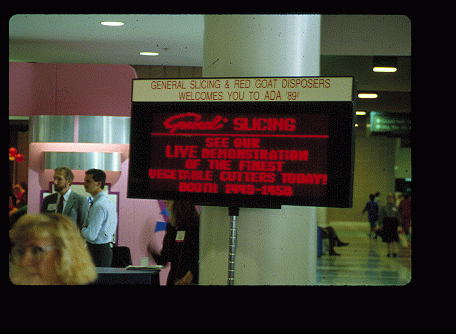 GENERAL SLICING & RED GOAT DISPOSERS
WELCOMES YOU TO ADA '89!
General SLICING
SEE OUR
LIVE DEMONSTRATION
OF THE FINEST
VEGETABLE CUTTERS TODAY!
BOOTH 1449-1450